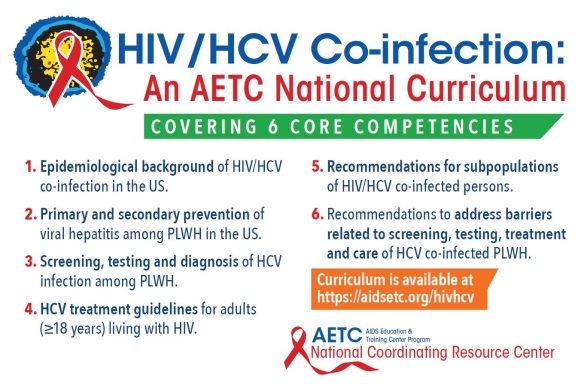 HIV/HCV Co-infection:
An AETC National Curriculum
COVERING 6 CORE COMPETENCIES
1. Epidemiological background of HIV/HCV
co-infection in the US.
2. Primary and secondary prevention of
viral hepatitis among PLWH in the US.
3. Screening, testing and diagnosis of HCV
infection among PLWH.
4. HCV treatment guidelines for adults
(≥18 years) living with HIV.
5. Recommendations for subpopulations
of HIV/HCV co-infected persons.
6. Recommendations to address barriers
related to screening, testing, treatment
and care of HCV co-infected PLWH.
Curriculum is available at
https://aidsetc.org/hivhcv
AETC AIDS Education &
Training Center Program
National Coordinating Resource Center